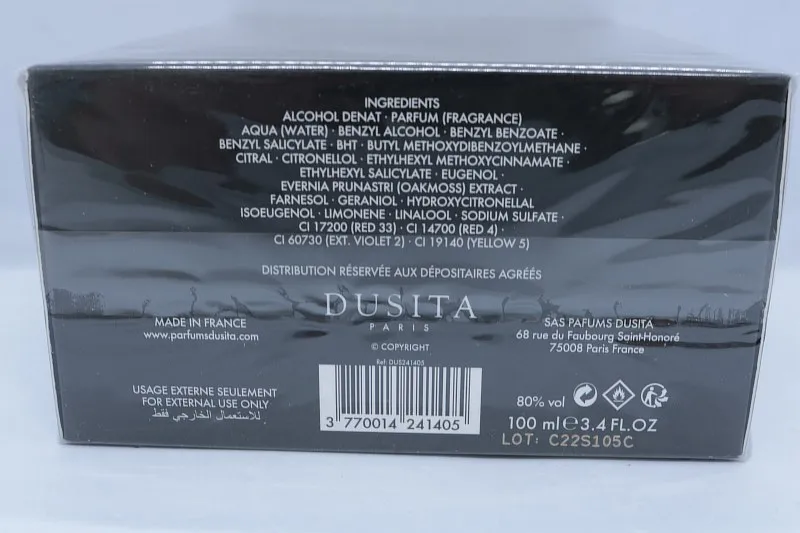 INGREDIENTS
ALCOHOL DENAT · PARFUM (FRAGRANCE)
AQUA (WATER) · BENZYL ALCOHOL · BENZYL BENZOATE ·
BENZYL SALICYLATE · BHT · BUTYL METHOXYDIBENZOYLMETHANE ·
CITRAL · CITRONELLOL · ETHYLHEXYL METHOXYCINNAMATE ·
ETHYLHEXYL SALICYLATE · EUGENOL ·
EVERNIA PRUNASTRI (OAKMOSS) EXTRACT ·
FARNESOL · GERANIOL · HYDROXYCITRONELLAL
ISOEUGENOL · LIMONENE · LINALOOL · SODIUM SULFATE ·
CI 17200 (RED 33) · CI 14700 (RED 4) ·
CI 60730 (EXT. VIOLET 2) · CI 19140 (YELLOW 5)
DISTRIBUTION RÉSERVÉE AUX DÉPOSITAIRES AGRÉÉS
DUSITA
PARIS
© COPYRIGHT
Ref: DUS241405
MADE IN FRANCE
www.parfumsdusita.com
SAS PAFUMS DUSITA
68 rue du Faubourg Saint-Honoré
75008 Paris France
USAGE EXTERNE SEULEMENT
FOR EXTERNAL USE ONLY
للاستعمال الخارجي فقط
3 770014 241405
80% vol
100 ml ℮ 3.4 FL.OZ
LOT: C22S105C